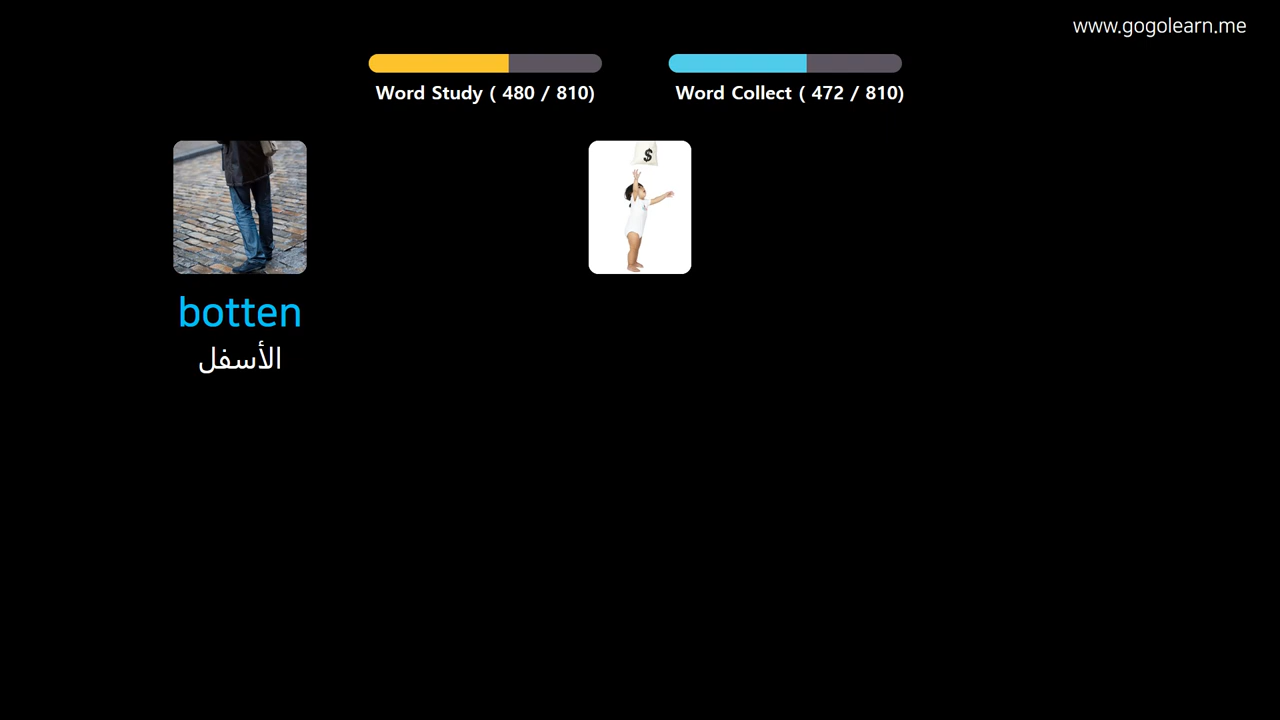 www.gogolearn.me
Word Study ( 480 / 810)
Word Collect ( 472 / 810)
$
botten
الأسفل